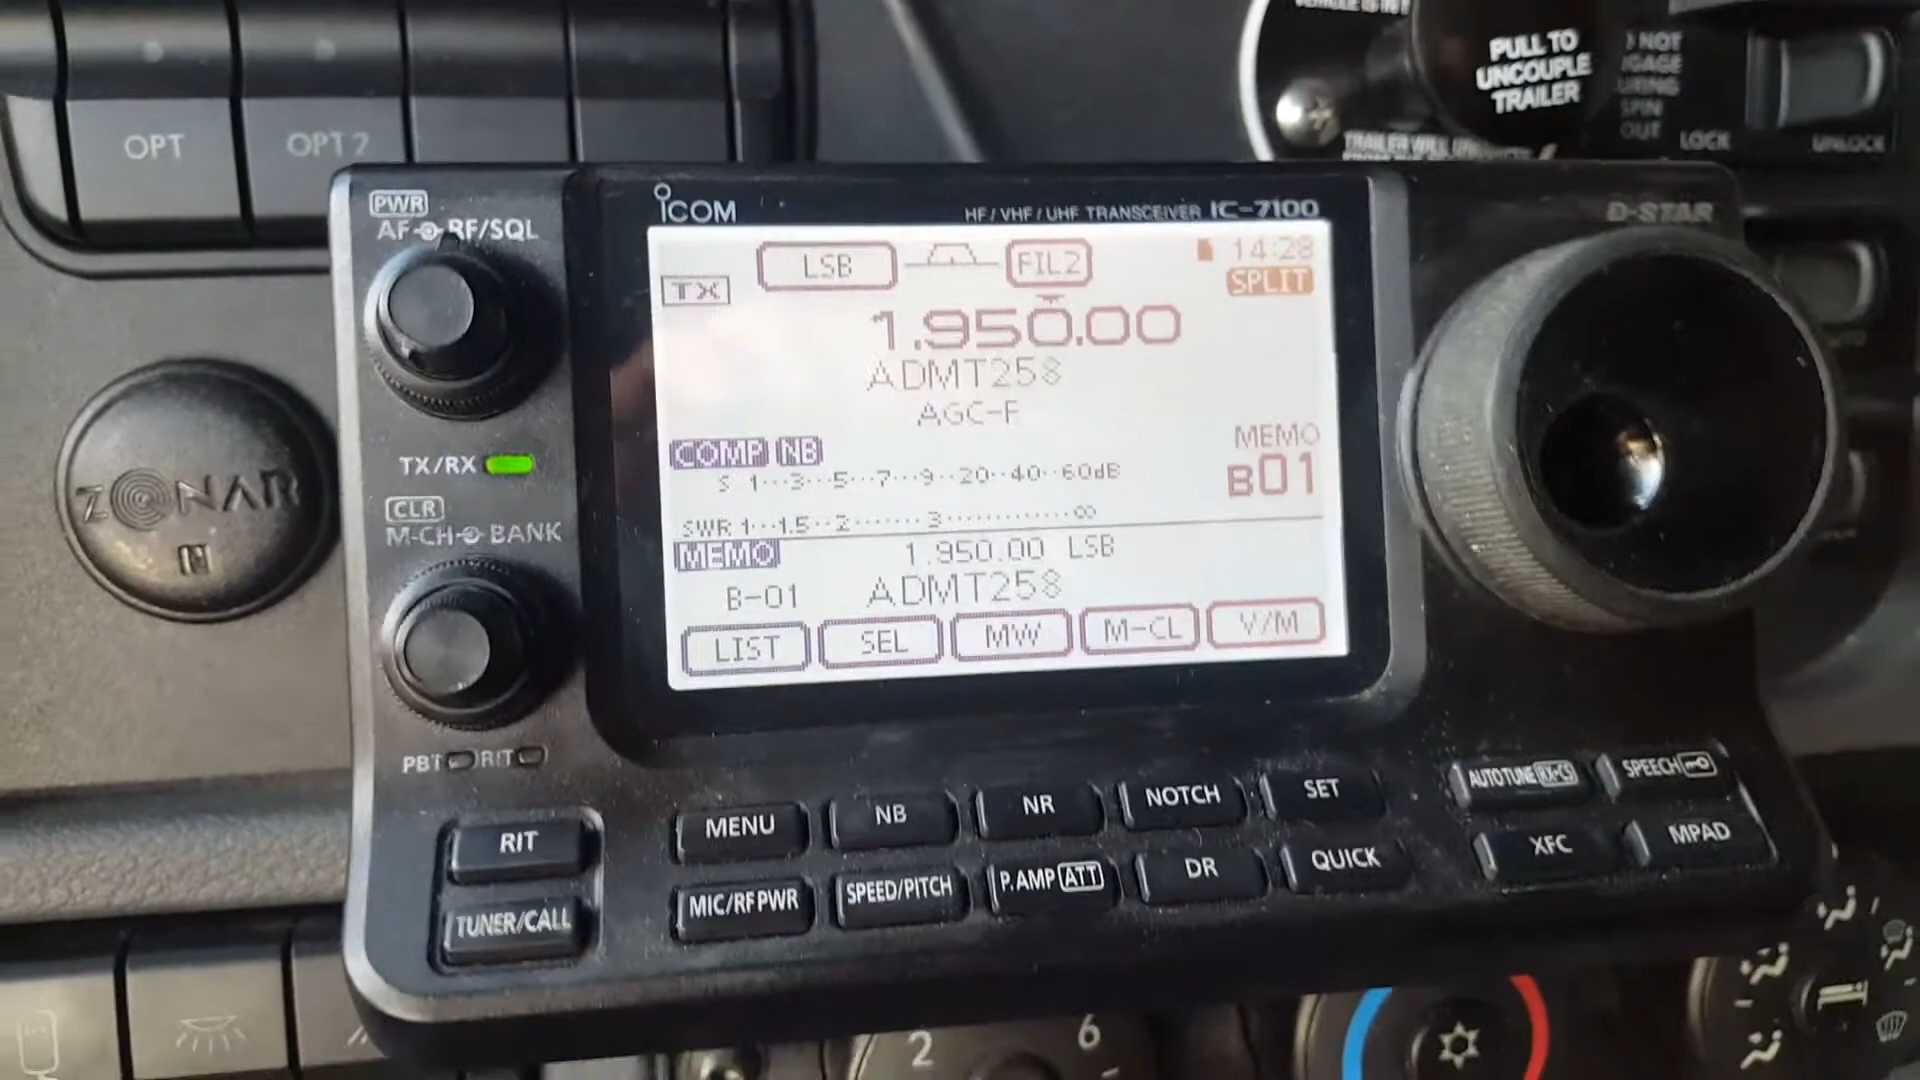 PULL TO
UNCOUPLE
TRAILER
LOCK
UNLOCK
OPT
OPT 2
PWR
AF RF/SQL
ICOM
HF/VHF/UHF TRANSCEIVER IC-7100
D-STAR
LSB
FIL2
14:28
TX
SPLIT
1.950.00
ADMT258
AGC-F
COMP NB
MEMO
S 1···3··5··7···9··20··40··60dB
B01
TX/RX
CLR
M-CH BANK
SWR 1···1.5··2·······3············∞
MEMO 1.950.00 LSB
B-01 ADMT258
LIST SEL MW M-CL V/M
ZONAR
PBT RIT
RIT
MENU
NB
NR
NOTCH
SET
AUTOTUNE RX-CS
SPEECH
TUNER/CALL
MIC/RF PWR
SPEED/PITCH
P.AMP ATT
DR
QUICK
XFC
MPAD
2
6